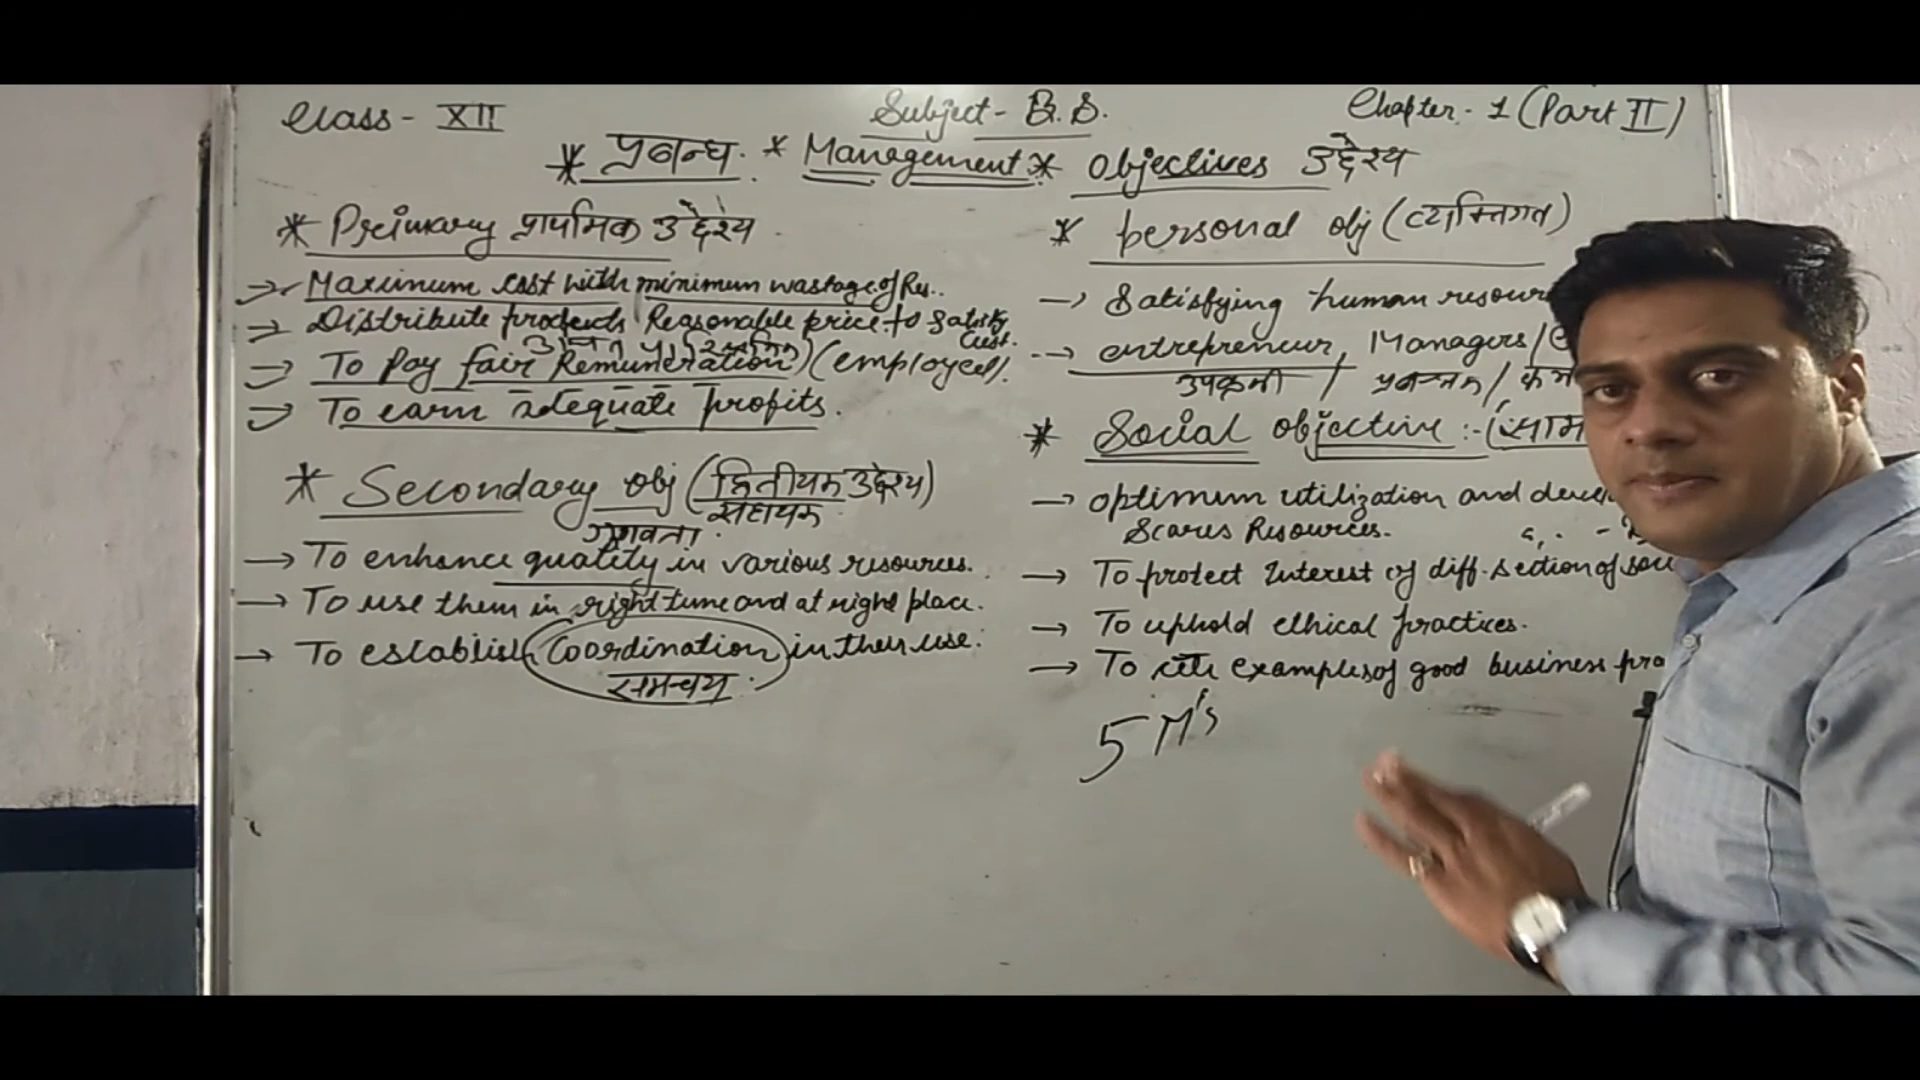 Class - XII
Subject - B.S.
Chapter - 1 (Part II)
* प्रबन्ध * Management * Objectives उद्देश्य
* Primary प्राथमिक उद्देश्य
→ Maximum cost with minimum wastage of Res..
→ Distribute products Reasonable price to Satisfy
Cust.
→ To Pay fair Remuneration (employees).
→ To earn adequate profits.
* Secondary obj (द्वितीयक उद्देश्य)
सहायक
गुणवत्ता
→ To enhance quality in various resources.
→ To use them in right time and at right place.
→ To establish Coordination in their use.
समन्वय
* personal obj (व्यक्तिगत)
→ Satisfying human resour
→ entrepreneur, Managers/
उपक्रमी / प्रबन्धक /
* Social objective :- (साम
→ optimum utilization and deve
Scares Resources.
→ To protect Interest of diff. section of soci
→ To uphold ethical practices.
→ To cite examples of good business pra
5 M's